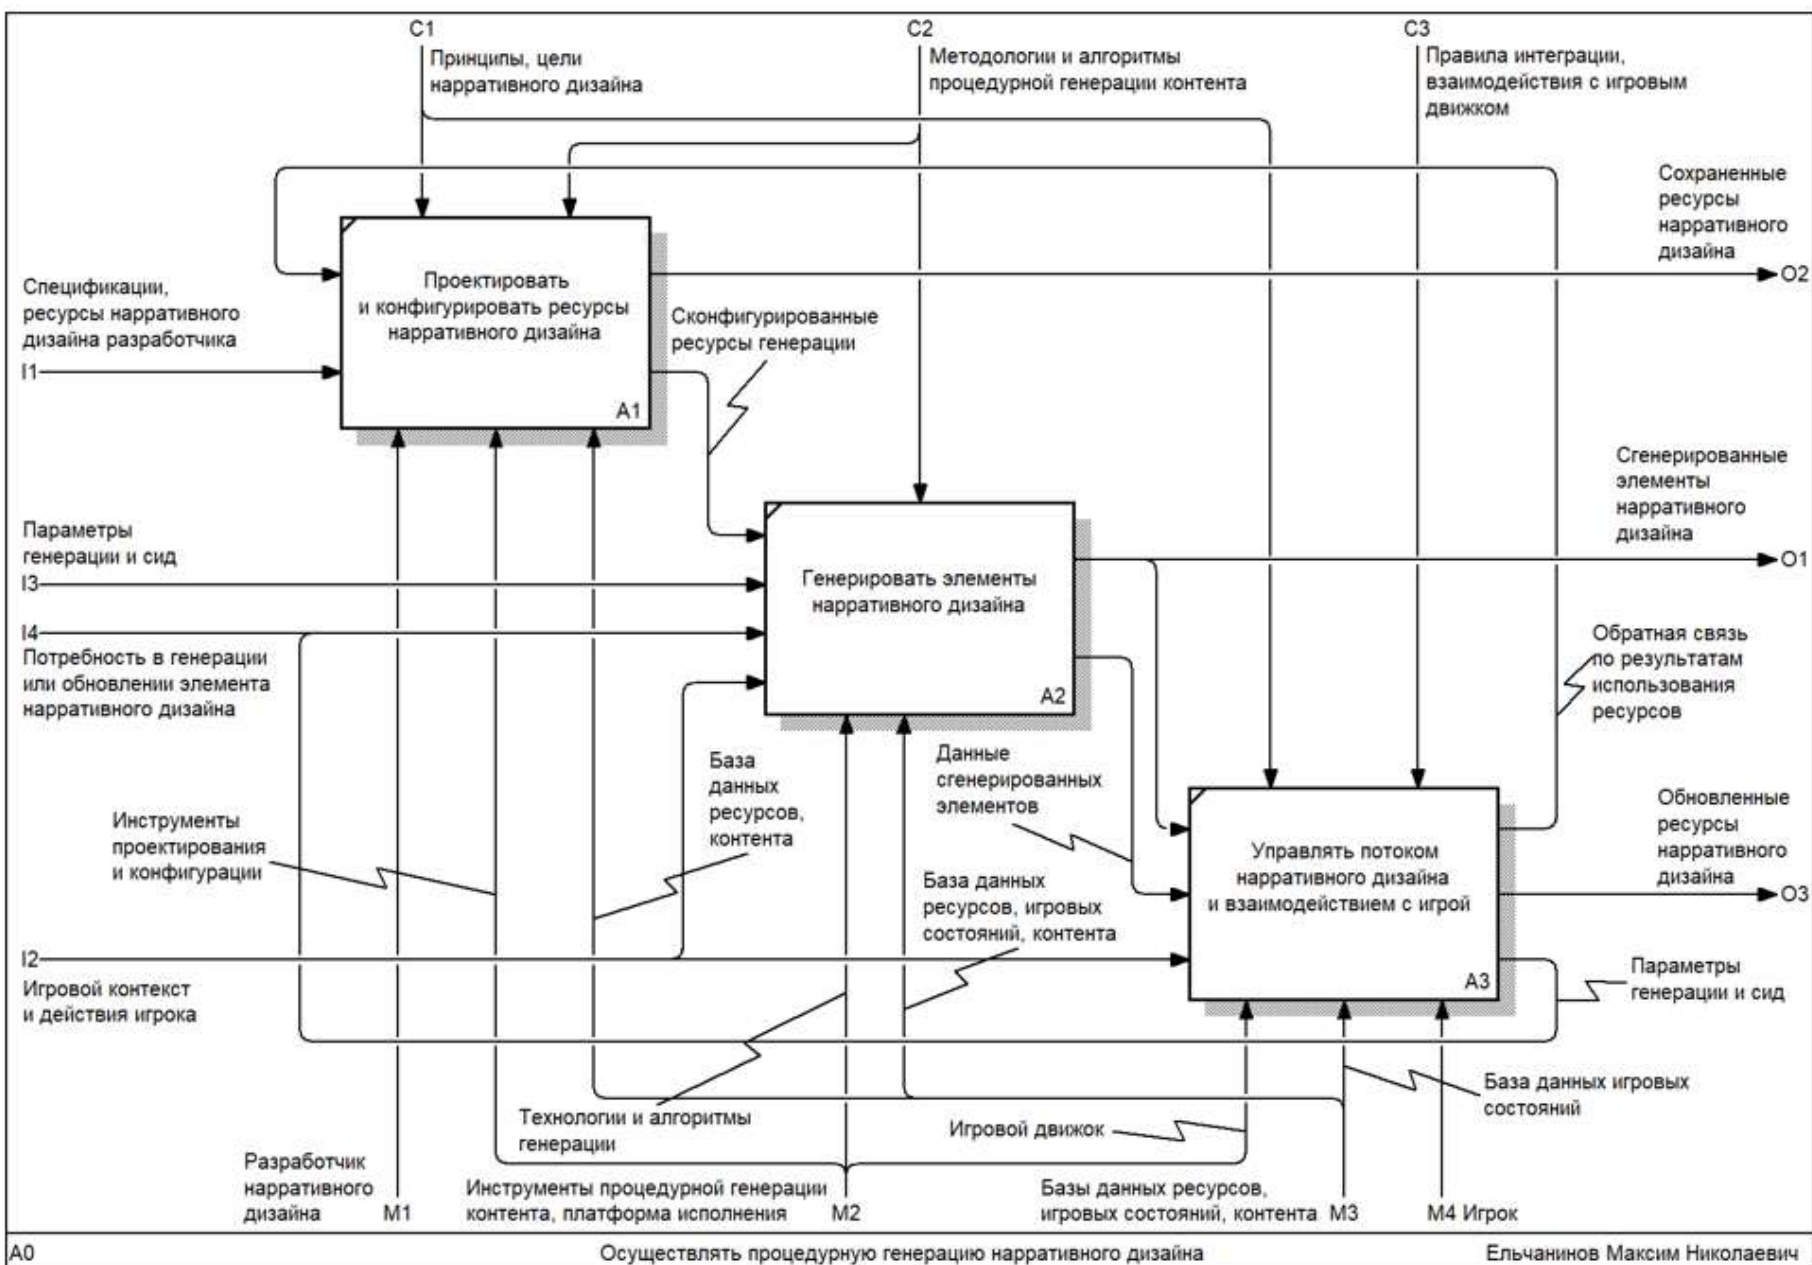 C1
C2
C3
Принципы, цели
нарративного дизайна
Методологии и алгоритмы
процедурной генерации контента
Правила интеграции,
взаимодействия с игровым
движком
Сохраненные
ресурсы
нарративного
дизайна
O2
Спецификации,
ресурсы нарративного
дизайна разработчика
I1
Проектировать
и конфигурировать ресурсы
нарративного дизайна
A1
Сконфигурированные
ресурсы генерации
Сгенерированные
элементы
нарративного
дизайна
O1
Параметры
генерации и сид
I3
I4
Потребность в генерации
или обновлении элемента
нарративного дизайна
Генерировать элементы
нарративного дизайна
A2
Обратная связь
по результатам
использования
ресурсов
База
данных
ресурсов,
контента
Данные
сгенерированных
элементов
Инструменты
проектирования
и конфигурации
База данных
ресурсов, игровых
состояний, контента
Управлять потоком
нарративного дизайна
и взаимодействием с игрой
A3
Обновленные
ресурсы
нарративного
дизайна
O3
I2
Игровой контекст
и действия игрока
Параметры
генерации и сид
База данных игровых
состояний
Технологии и алгоритмы
генерации
Игровой движок
Разработчик
нарративного
дизайна
M1
Инструменты процедурной генерации
контента, платформа исполнения
M2
Базы данных ресурсов,
игровых состояний, контента
M3
M4 Игрок
A0
Осуществлять процедурную генерацию нарративного дизайна
Ельчанинов Максим Николаевич